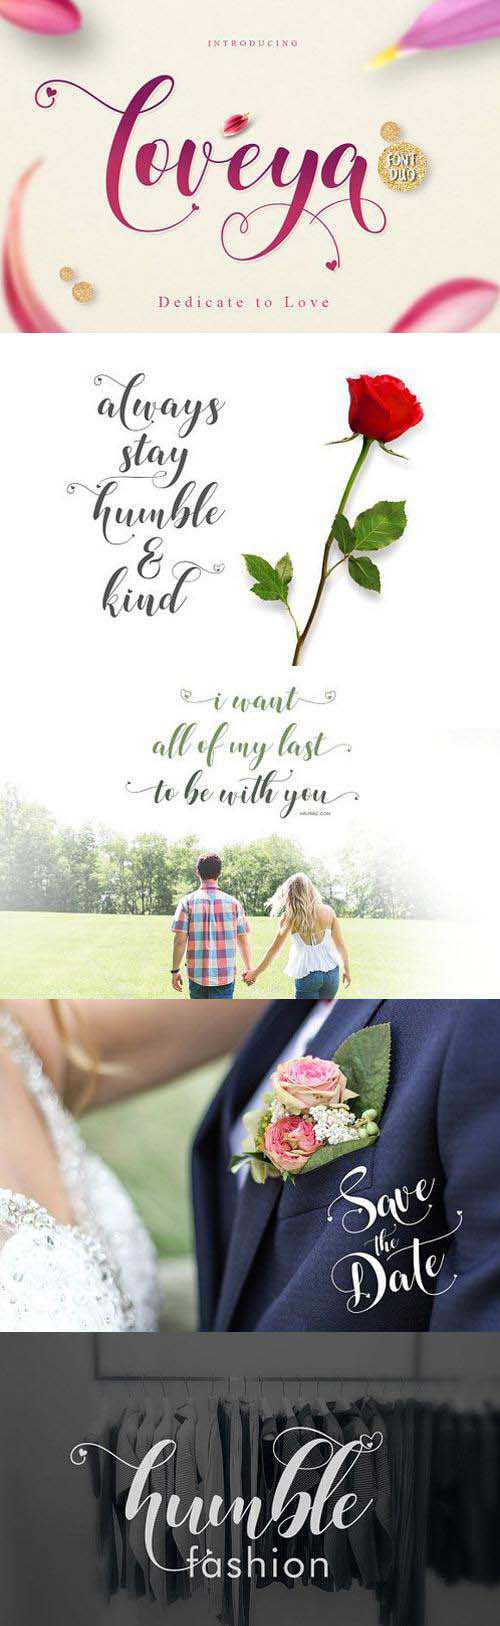 INTRODUCING
Loveya
FONT
DUO
Dedicate to Love
always
stay
humble
&
kind
i want
all of my last
to be with you
Save
the
Date
humble
fashion